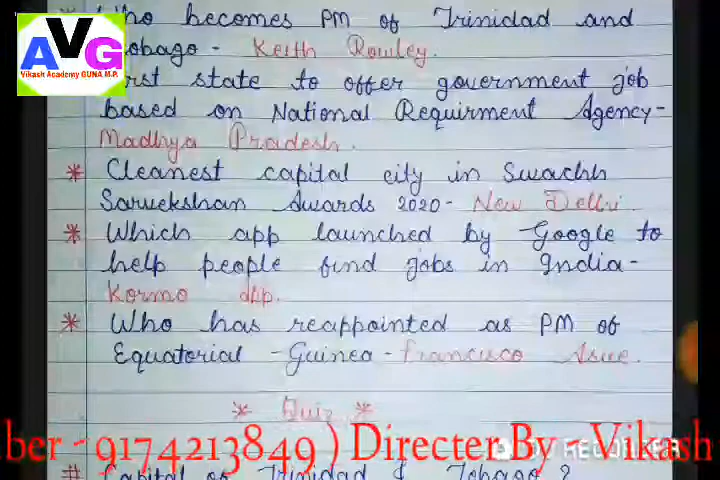 Who becomes PM of Trinidad and
Tobago - Keith Rowley.
AVG
Vikash Academy GUNA M.P.
First state to offer government job
based on National Requirment Agency-
Madhya Pradesh.
* Cleanest capital city in Swachh
Sarvekshan Awards 2020- New Delhi.
* Which app launched by Google to
help people find jobs in India-
Kormo app.
* Who has reappointed as PM of
Equatorial -Guinea - Francisco Asue.
* Quiz *
ber - 9174213849 ) Directer By - Vikash
RECORDER
# Capital of Trinidad & Tobago ?